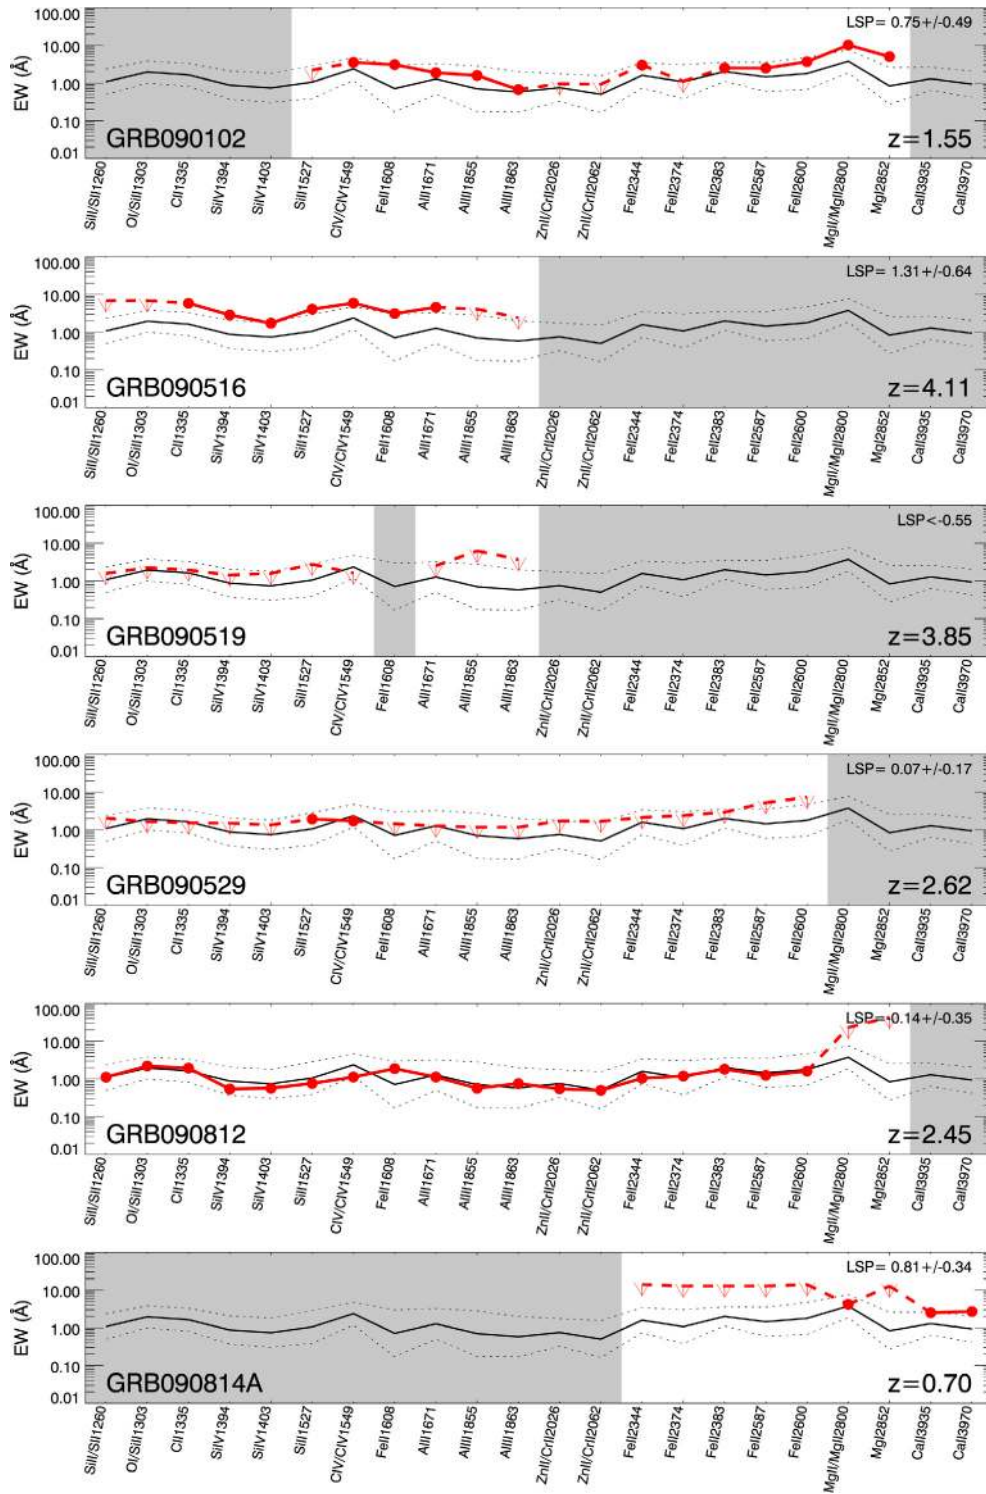 100.00
10.00
1.00
0.10
0.01
EW (Å)
LSP= 0.75+/-0.49
GRB090102
z=1.55
SiII/SII1260
OI/SiII1303
CII1335
SiIV1394
SiIV1403
SiII1527
CIV/CIV1549
FeII1608
AlII1671
AlIII1855
AlIII1863
ZnII/CrII2026
ZnII/CrII2062
FeII2344
FeII2374
FeII2383
FeII2587
FeII2600
MgII/MgII2800
MgI2852
CaII3935
CaII3970
100.00
10.00
1.00
0.10
0.01
EW (Å)
LSP= 1.31+/-0.64
GRB090516
z=4.11
SiII/SII1260
OI/SiII1303
CII1335
SiIV1394
SiIV1403
SiII1527
CIV/CIV1549
FeII1608
AlII1671
AlIII1855
AlIII1863
ZnII/CrII2026
ZnII/CrII2062
FeII2344
FeII2374
FeII2383
FeII2587
FeII2600
MgII/MgII2800
MgI2852
CaII3935
CaII3970
100.00
10.00
1.00
0.10
0.01
EW (Å)
LSP<-0.55
GRB090519
z=3.85
SiII/SII1260
OI/SiII1303
CII1335
SiIV1394
SiIV1403
SiII1527
CIV/CIV1549
FeII1608
AlII1671
AlIII1855
AlIII1863
ZnII/CrII2026
ZnII/CrII2062
FeII2344
FeII2374
FeII2383
FeII2587
FeII2600
MgII/MgII2800
MgI2852
CaII3935
CaII3970
100.00
10.00
1.00
0.10
0.01
EW (Å)
LSP= 0.07+/-0.17
GRB090529
z=2.62
SiII/SII1260
OI/SiII1303
CII1335
SiIV1394
SiIV1403
SiII1527
CIV/CIV1549
FeII1608
AlII1671
AlIII1855
AlIII1863
ZnII/CrII2026
ZnII/CrII2062
FeII2344
FeII2374
FeII2383
FeII2587
FeII2600
MgII/MgII2800
MgI2852
CaII3935
CaII3970
100.00
10.00
1.00
0.10
0.01
EW (Å)
LSP=-0.14+/-0.35
GRB090812
z=2.45
SiII/SII1260
OI/SiII1303
CII1335
SiIV1394
SiIV1403
SiII1527
CIV/CIV1549
FeII1608
AlII1671
AlIII1855
AlIII1863
ZnII/CrII2026
ZnII/CrII2062
FeII2344
FeII2374
FeII2383
FeII2587
FeII2600
MgII/MgII2800
MgI2852
CaII3935
CaII3970
100.00
10.00
1.00
0.10
0.01
EW (Å)
LSP= 0.81+/-0.34
GRB090814A
z=0.70
SiII/SII1260
OI/SiII1303
CII1335
SiIV1394
SiIV1403
SiII1527
CIV/CIV1549
FeII1608
AlII1671
AlIII1855
AlIII1863
ZnII/CrII2026
ZnII/CrII2062
FeII2344
FeII2374
FeII2383
FeII2587
FeII2600
MgII/MgII2800
MgI2852
CaII3935
CaII3970